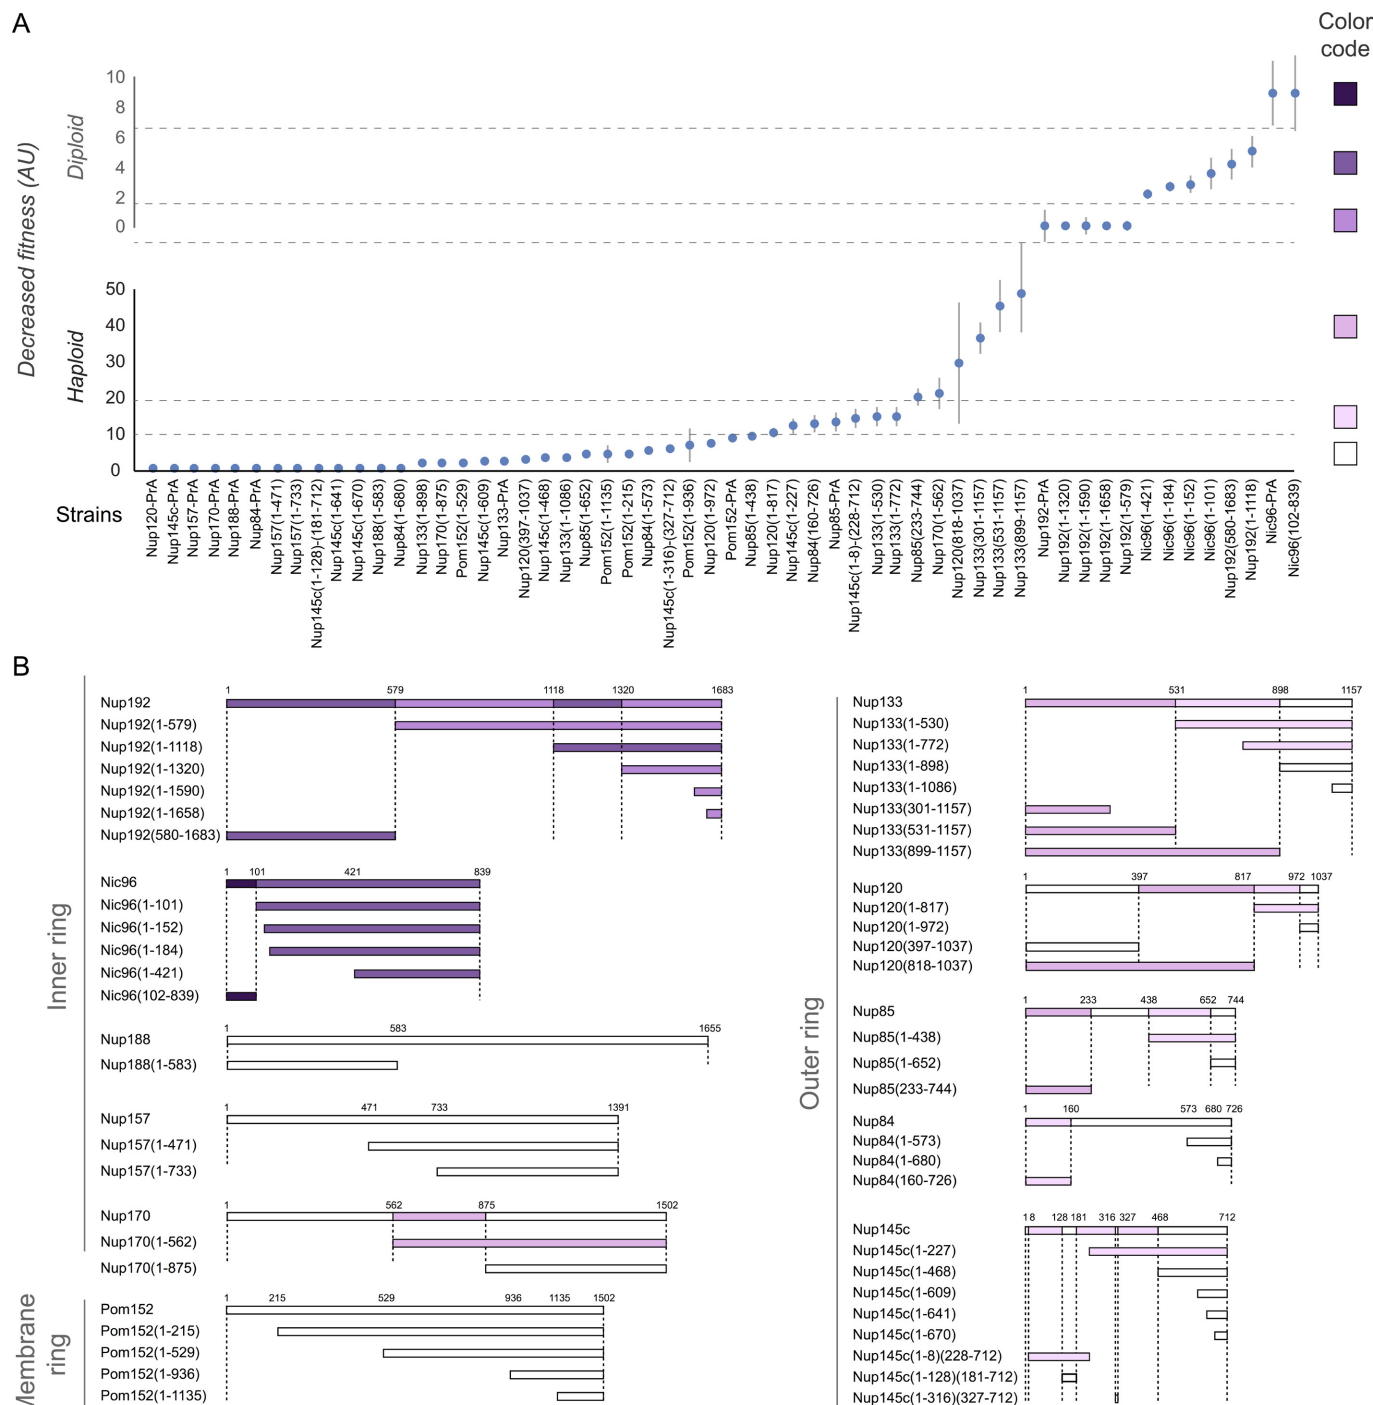 A
Color
code
Decreased fitness (AU)
Diploid
10
8
6
4
2
0
Haploid
50
40
30
20
10
0
Strains
Nup120-PrA
Nup145c-PrA
Nup157-PrA
Nup170-PrA
Nup188-PrA
Nup84-PrA
Nup157(1-471)
Nup157(1-733)
Nup145c(1-128)-(181-712)
Nup145c(1-641)
Nup145c(1-670)
Nup188(1-583)
Nup84(1-680)
Nup133(1-898)
Nup170(1-875)
Pom152(1-529)
Nup145c(1-609)
Nup133-PrA
Nup120(397-1037)
Nup145c(1-468)
Nup133(1-1086)
Nup85(1-652)
Pom152(1-1135)
Pom152(1-215)
Nup84(1-573)
Nup145c(1-316)-(327-712)
Pom152(1-936)
Nup120(1-972)
Pom152-PrA
Nup85(1-438)
Nup120(1-817)
Nup145c(1-227)
Nup84(160-726)
Nup85-PrA
Nup145c(1-8)-(228-712)
Nup133(1-530)
Nup133(1-772)
Nup85(233-744)
Nup170(1-562)
Nup120(818-1037)
Nup133(301-1157)
Nup133(531-1157)
Nup133(899-1157)
Nup192-PrA
Nup192(1-1320)
Nup192(1-1590)
Nup192(1-1658)
Nup192(1-579)
Nic96(1-421)
Nic96(1-184)
Nic96(1-152)
Nic96(1-101)
Nup192(580-1683)
Nup192(1-1118)
Nic96-PrA
Nic96(102-839)
B
Inner ring
1 579 1118 1320 1683
Nup192
Nup192(1-579)
Nup192(1-1118)
Nup192(1-1320)
Nup192(1-1590)
Nup192(1-1658)
Nup192(580-1683)
1 101 421 839
Nic96
Nic96(1-101)
Nic96(1-152)
Nic96(1-184)
Nic96(1-421)
Nic96(102-839)
1 583 1655
Nup188
Nup188(1-583)
1 471 733 1391
Nup157
Nup157(1-471)
Nup157(1-733)
1 562 875 1502
Nup170
Nup170(1-562)
Nup170(1-875)
Membrane
ring
1 215 529 936 1135 1502
Pom152
Pom152(1-215)
Pom152(1-529)
Pom152(1-936)
Pom152(1-1135)
Outer ring
1 531 898 1157
Nup133
Nup133(1-530)
Nup133(1-772)
Nup133(1-898)
Nup133(1-1086)
Nup133(301-1157)
Nup133(531-1157)
Nup133(899-1157)
1 397 817 972 1037
Nup120
Nup120(1-817)
Nup120(1-972)
Nup120(397-1037)
Nup120(818-1037)
1 233 438 652 744
Nup85
Nup85(1-438)
Nup85(1-652)
Nup85(233-744)
1 160 573 680 726
Nup84
Nup84(1-573)
Nup84(1-680)
Nup84(160-726)
1 8 128 181 316 327 468 712
Nup145c
Nup145c(1-227)
Nup145c(1-468)
Nup145c(1-609)
Nup145c(1-641)
Nup145c(1-670)
Nup145c(1-8)(228-712)
Nup145c(1-128)(181-712)
Nup145c(1-316)(327-712)